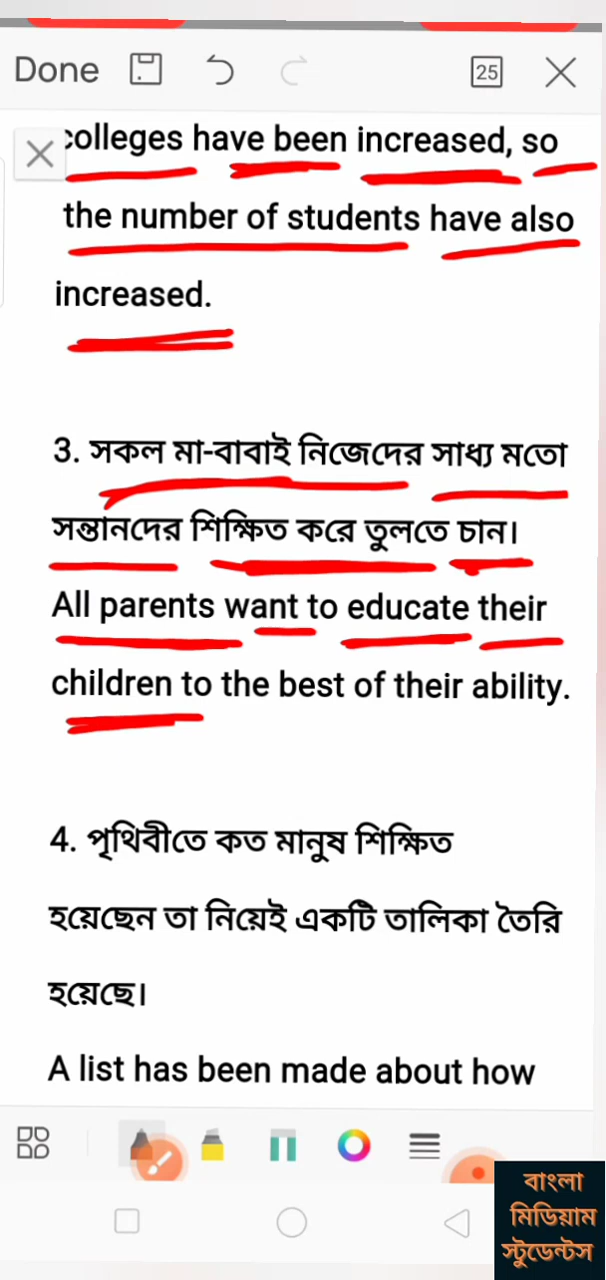 Done
25
colleges have been increased, so
the number of students have also
increased.
3. সকল মা-বাবাই নিজেদের সাধ্য মতো
সন্তানদের শিক্ষিত করে তুলতে চান।
All parents want to educate their
children to the best of their ability.
4. পৃথিবীতে কত মানুষ শিক্ষিত
হয়েছেন তা নিয়েই একটি তালিকা তৈরি
হয়েছে।
A list has been made about how
বাংলা
মিডিয়াম
স্টুডেন্টস